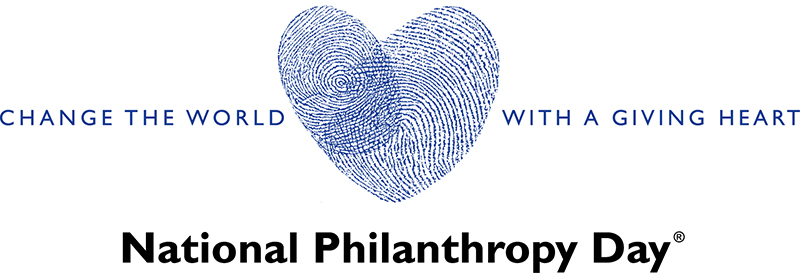 CHANGE THE WORLD WITH A GIVING HEART
National Philanthropy Day®